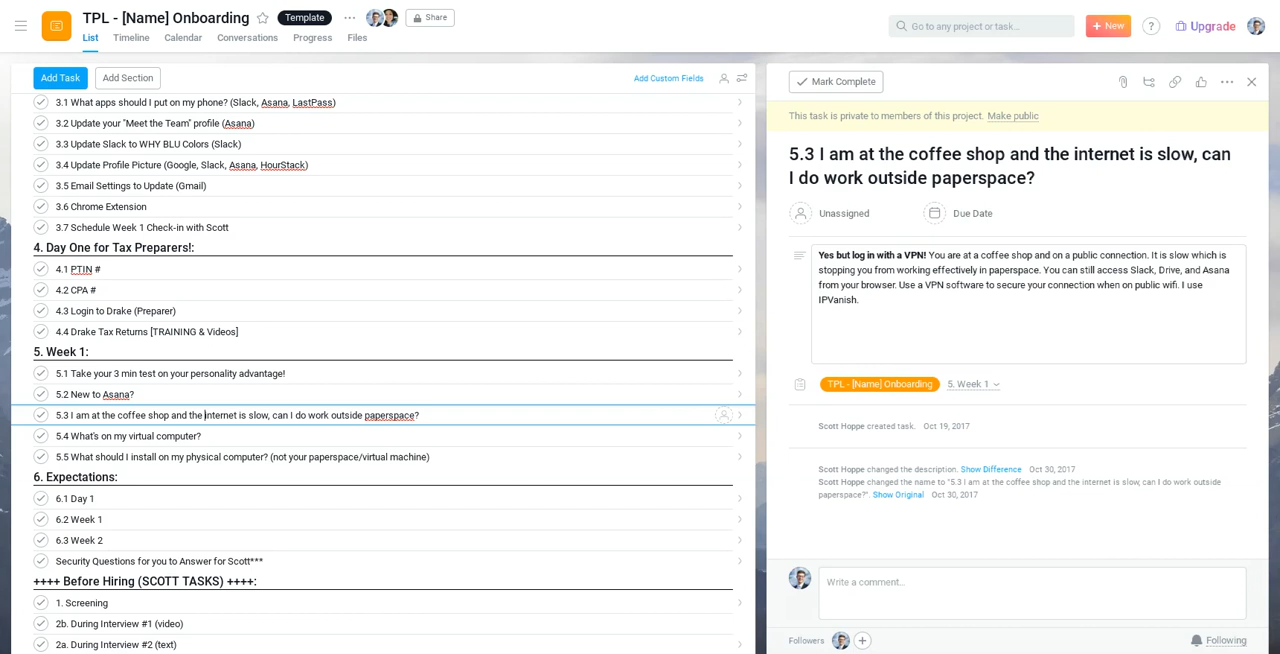 TPL - [Name] Onboarding
Template
Share
Go to any project or task...
New
?
Upgrade
List
Timeline
Calendar
Conversations
Progress
Files
Add Task
Add Section
Add Custom Fields
3.1 What apps should I put on my phone? (Slack, Asana, LastPass)
3.2 Update your "Meet the Team" profile (Asana)
3.3 Update Slack to WHY BLU Colors (Slack)
3.4 Update Profile Picture (Google, Slack, Asana, HourStack)
3.5 Email Settings to Update (Gmail)
3.6 Chrome Extension
3.7 Schedule Week 1 Check-in with Scott
4. Day One for Tax Preparers!:
4.1 PTIN #
4.2 CPA #
4.3 Login to Drake (Preparer)
4.4 Drake Tax Returns [TRAINING & Videos]
5. Week 1:
5.1 Take your 3 min test on your personality advantage!
5.2 New to Asana?
5.3 I am at the coffee shop and the internet is slow, can I do work outside paperspace?
5.4 What's on my virtual computer?
5.5 What should I install on my physical computer? (not your paperspace/virtual machine)
6. Expectations:
6.1 Day 1
6.2 Week 1
6.3 Week 2
Security Questions for you to Answer for Scott***
++++ Before Hiring (SCOTT TASKS) ++++:
1. Screening
2b. During Interview #1 (video)
2a. During Interview #2 (text)
Mark Complete
This task is private to members of this project. Make public
5.3 I am at the coffee shop and the internet is slow, can
I do work outside paperspace?
Unassigned
Due Date
Yes but log in with a VPN! You are at a coffee shop and on a public connection. It is slow which is
stopping you from working effectively in paperspace. You can still access Slack, Drive, and Asana
from your browser. Use a VPN software to secure your connection when on public wifi. I use
IPVanish.
TPL - [Name] Onboarding
5. Week 1
Scott Hoppe created task. Oct 19, 2017
Scott Hoppe changed the description. Show Difference Oct 30, 2017
Scott Hoppe changed the name to "5.3 I am at the coffee shop and the internet is slow, can I do work outside
paperspace?". Show Original Oct 30, 2017
Write a comment...
Followers
Following